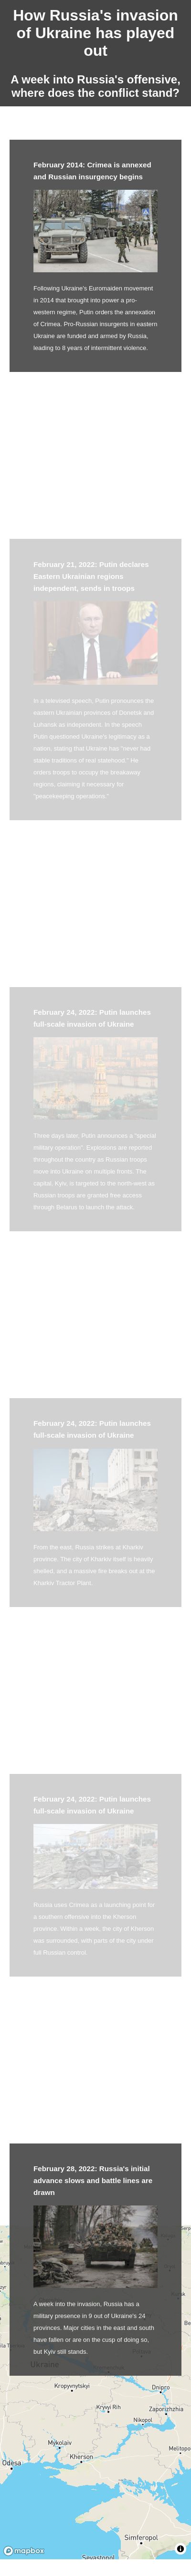 How Russia's invasion
of Ukraine has played
out
A week into Russia's offensive,
where does the conflict stand?
February 2014: Crimea is annexed
and Russian insurgency begins
Following Ukraine's Euromaiden movement
in 2014 that brought into power a pro-
western regime, Putin orders the annexation
of Crimea. Pro-Russian insurgents in eastern
Ukraine are funded and armed by Russia,
leading to 8 years of intermittent violence.
February 21, 2022: Putin declares
Eastern Ukrainian regions
independent, sends in troops
In a televised speech, Putin pronounces the
eastern Ukrainian provinces of Donetsk and
Luhansk as independent. In the speech
Putin questioned Ukraine's legitimacy as a
nation, stating that Ukraine has "never had
stable traditions of real statehood." He
orders troops to occupy the breakaway
regions, claiming it necessary for
"peacekeeping operations."
February 24, 2022: Putin launches
full-scale invasion of Ukraine
Three days later, Putin announces a "special
military operation". Explosions are reported
throughout the country as Russian troops
move into Ukraine on multiple fronts. The
capital, Kyiv, is targeted to the north-west as
Russian troops are granted free access
through Belarus to launch the attack.
February 24, 2022: Putin launches
full-scale invasion of Ukraine
From the east, Russia strikes at Kharkiv
province. The city of Kharkiv itself is heavily
shelled, and a massive fire breaks out at the
Kharkiv Tractor Plant.
February 24, 2022: Putin launches
full-scale invasion of Ukraine
Russia uses Crimea as a launching point for
a southern offensive into the Kherson
province. Within a week, the city of Kherson
was surrounded, with parts of the city under
full Russian control.
February 28, 2022: Russia's initial
advance slows and battle lines are
drawn
A week into the invasion, Russia has a
military presence in 9 out of Ukraine's 24
provinces. Major cities in the east and south
have fallen or are on the cusp of doing so,
but Kyiv still stands.
Ukraine
Kropyvnytskyi
Dnipro
Kryvyi Rih
Zaporizhzhia
Nikopol
Mykolaiv
Melitopo
Odesa
Kherson
Simferopol
Sevastopol
mapbox